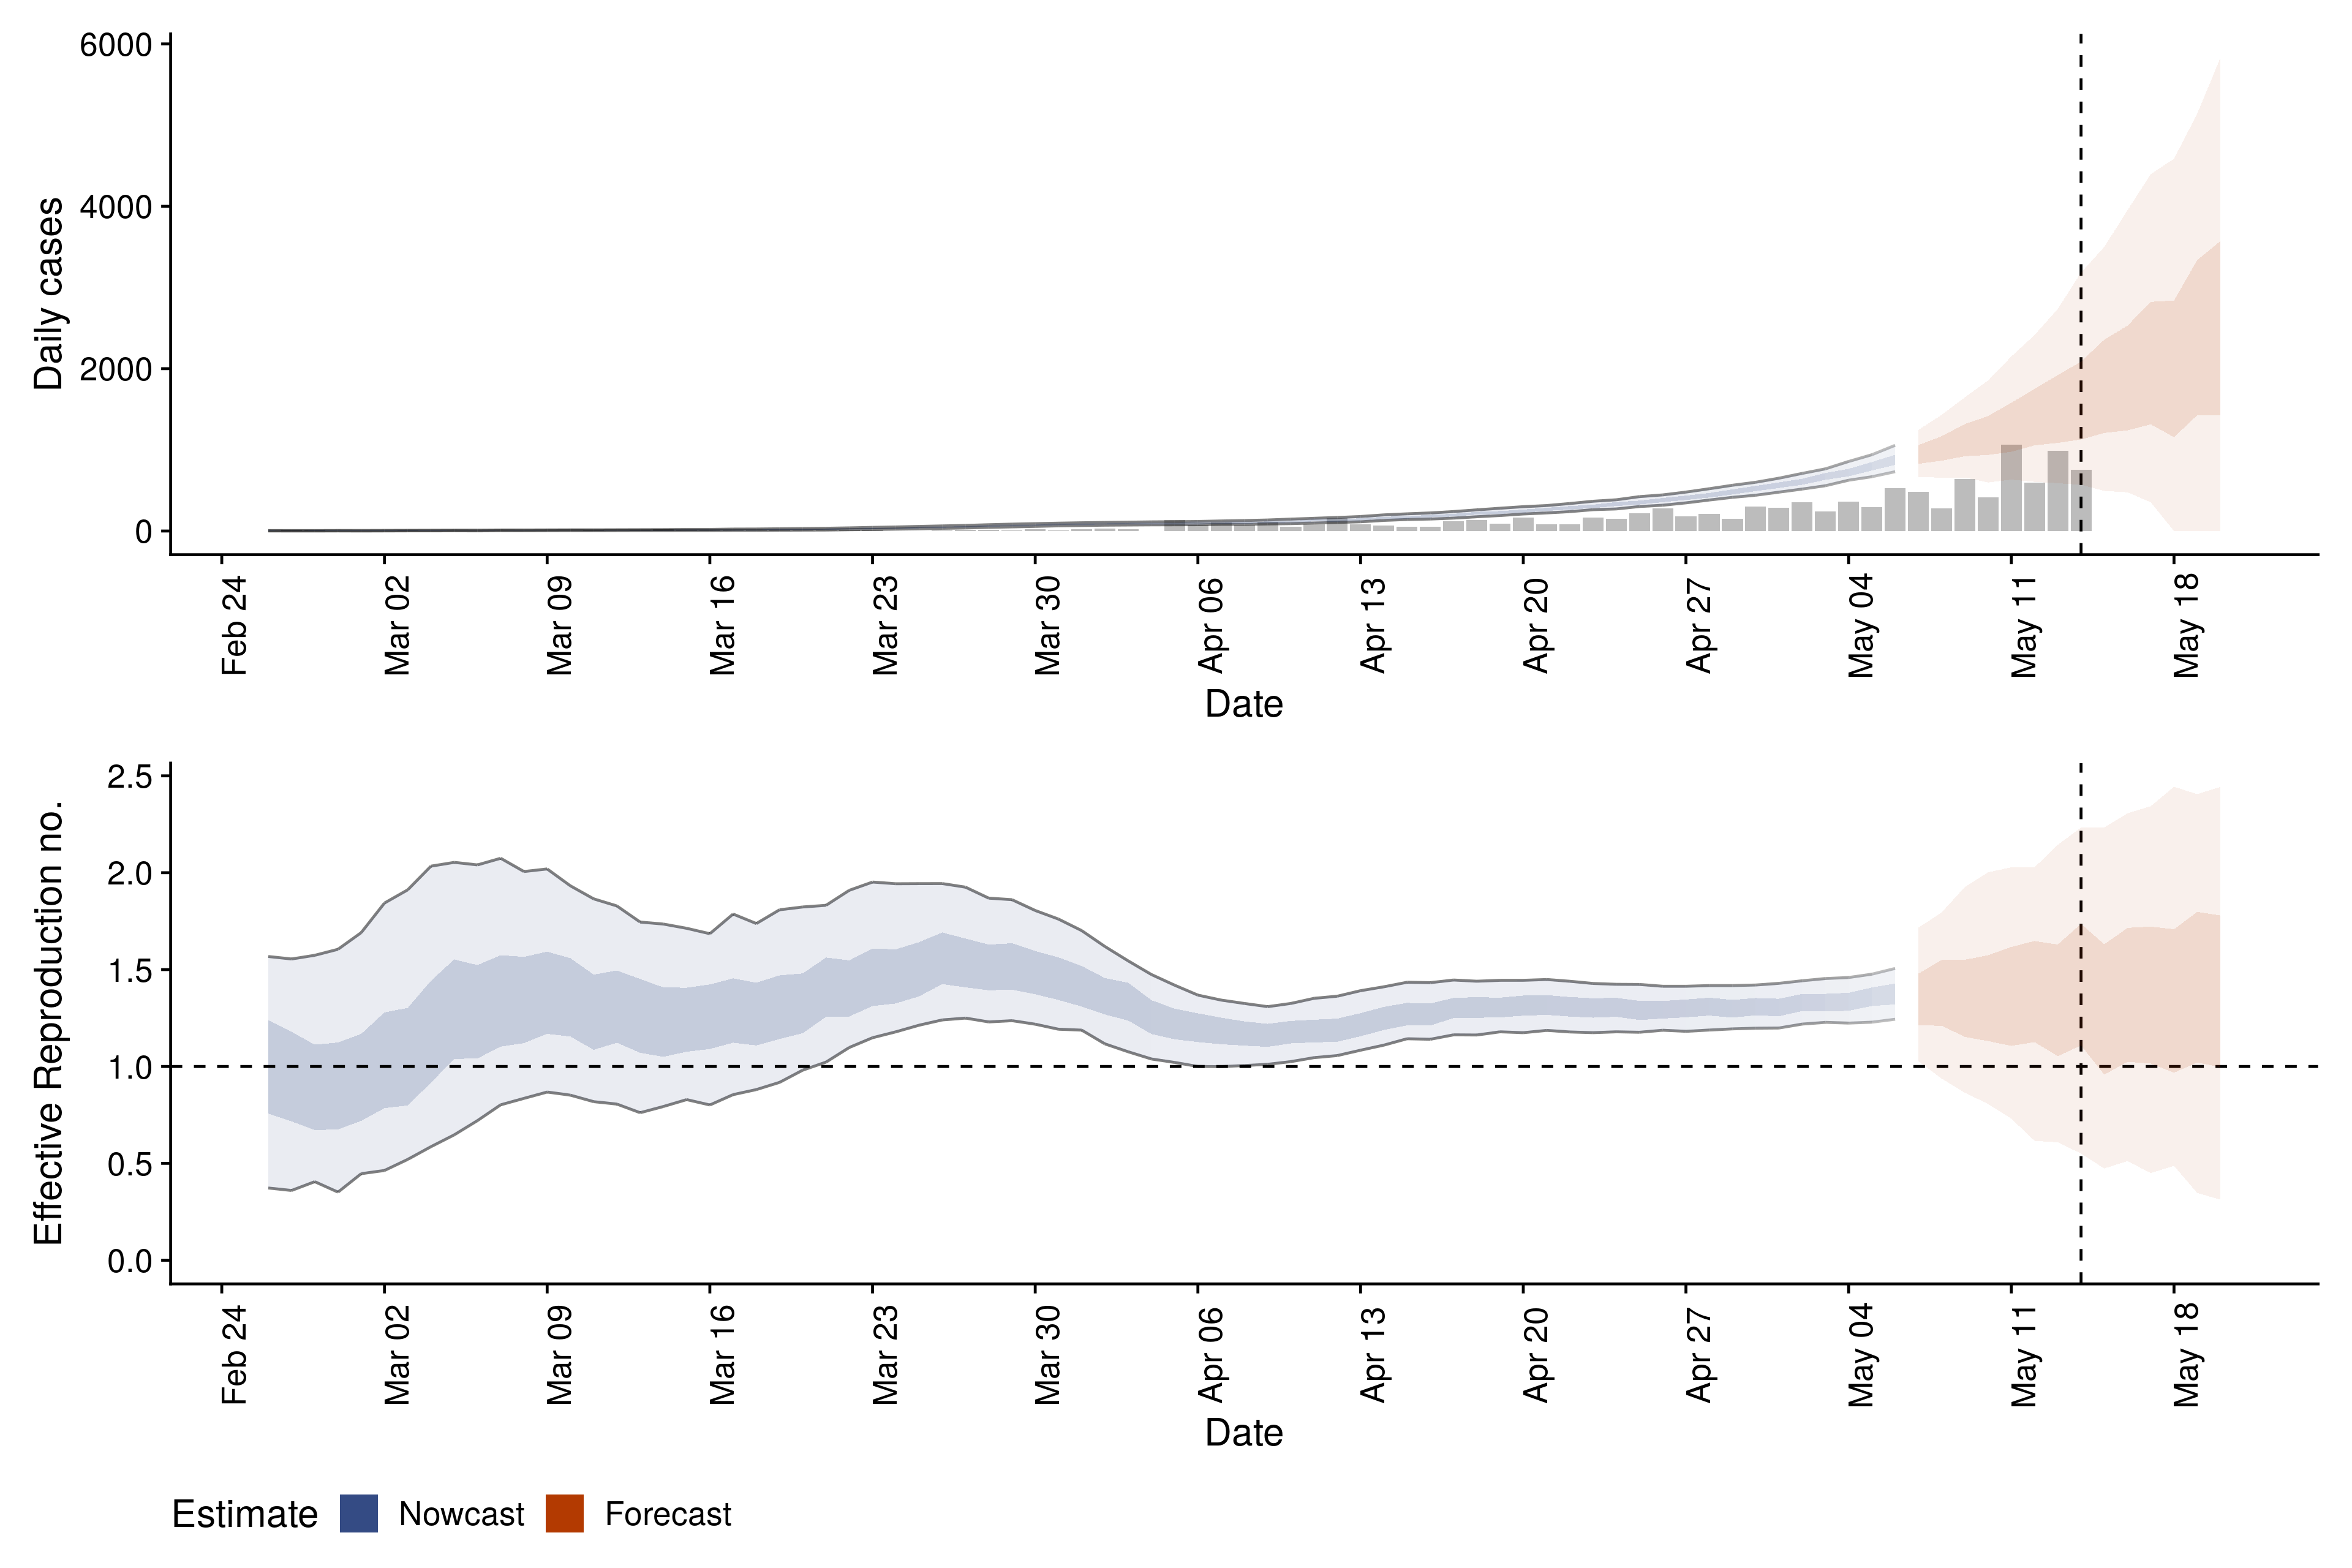 6000
4000
2000
0
Daily cases
Feb 24
Mar 02
Mar 09
Mar 16
Mar 23
Mar 30
Apr 06
Apr 13
Apr 20
Apr 27
May 04
May 11
May 18
Date
2.5
2.0
1.5
1.0
0.5
0.0
Effective Reproduction no.
Feb 24
Mar 02
Mar 09
Mar 16
Mar 23
Mar 30
Apr 06
Apr 13
Apr 20
Apr 27
May 04
May 11
May 18
Date
Estimate Nowcast Forecast